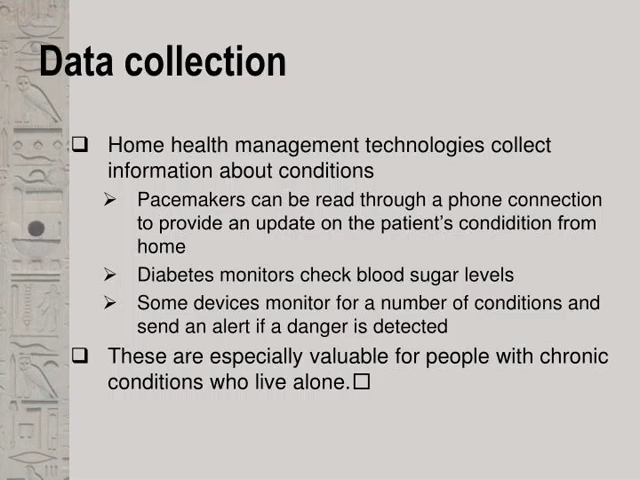 Data collection
❑ Home health management technologies collect
information about conditions
➢ Pacemakers can be read through a phone connection
to provide an update on the patient’s condidition from
home
➢ Diabetes monitors check blood sugar levels
➢ Some devices monitor for a number of conditions and
send an alert if a danger is detected
❑ These are especially valuable for people with chronic
conditions who live alone.□